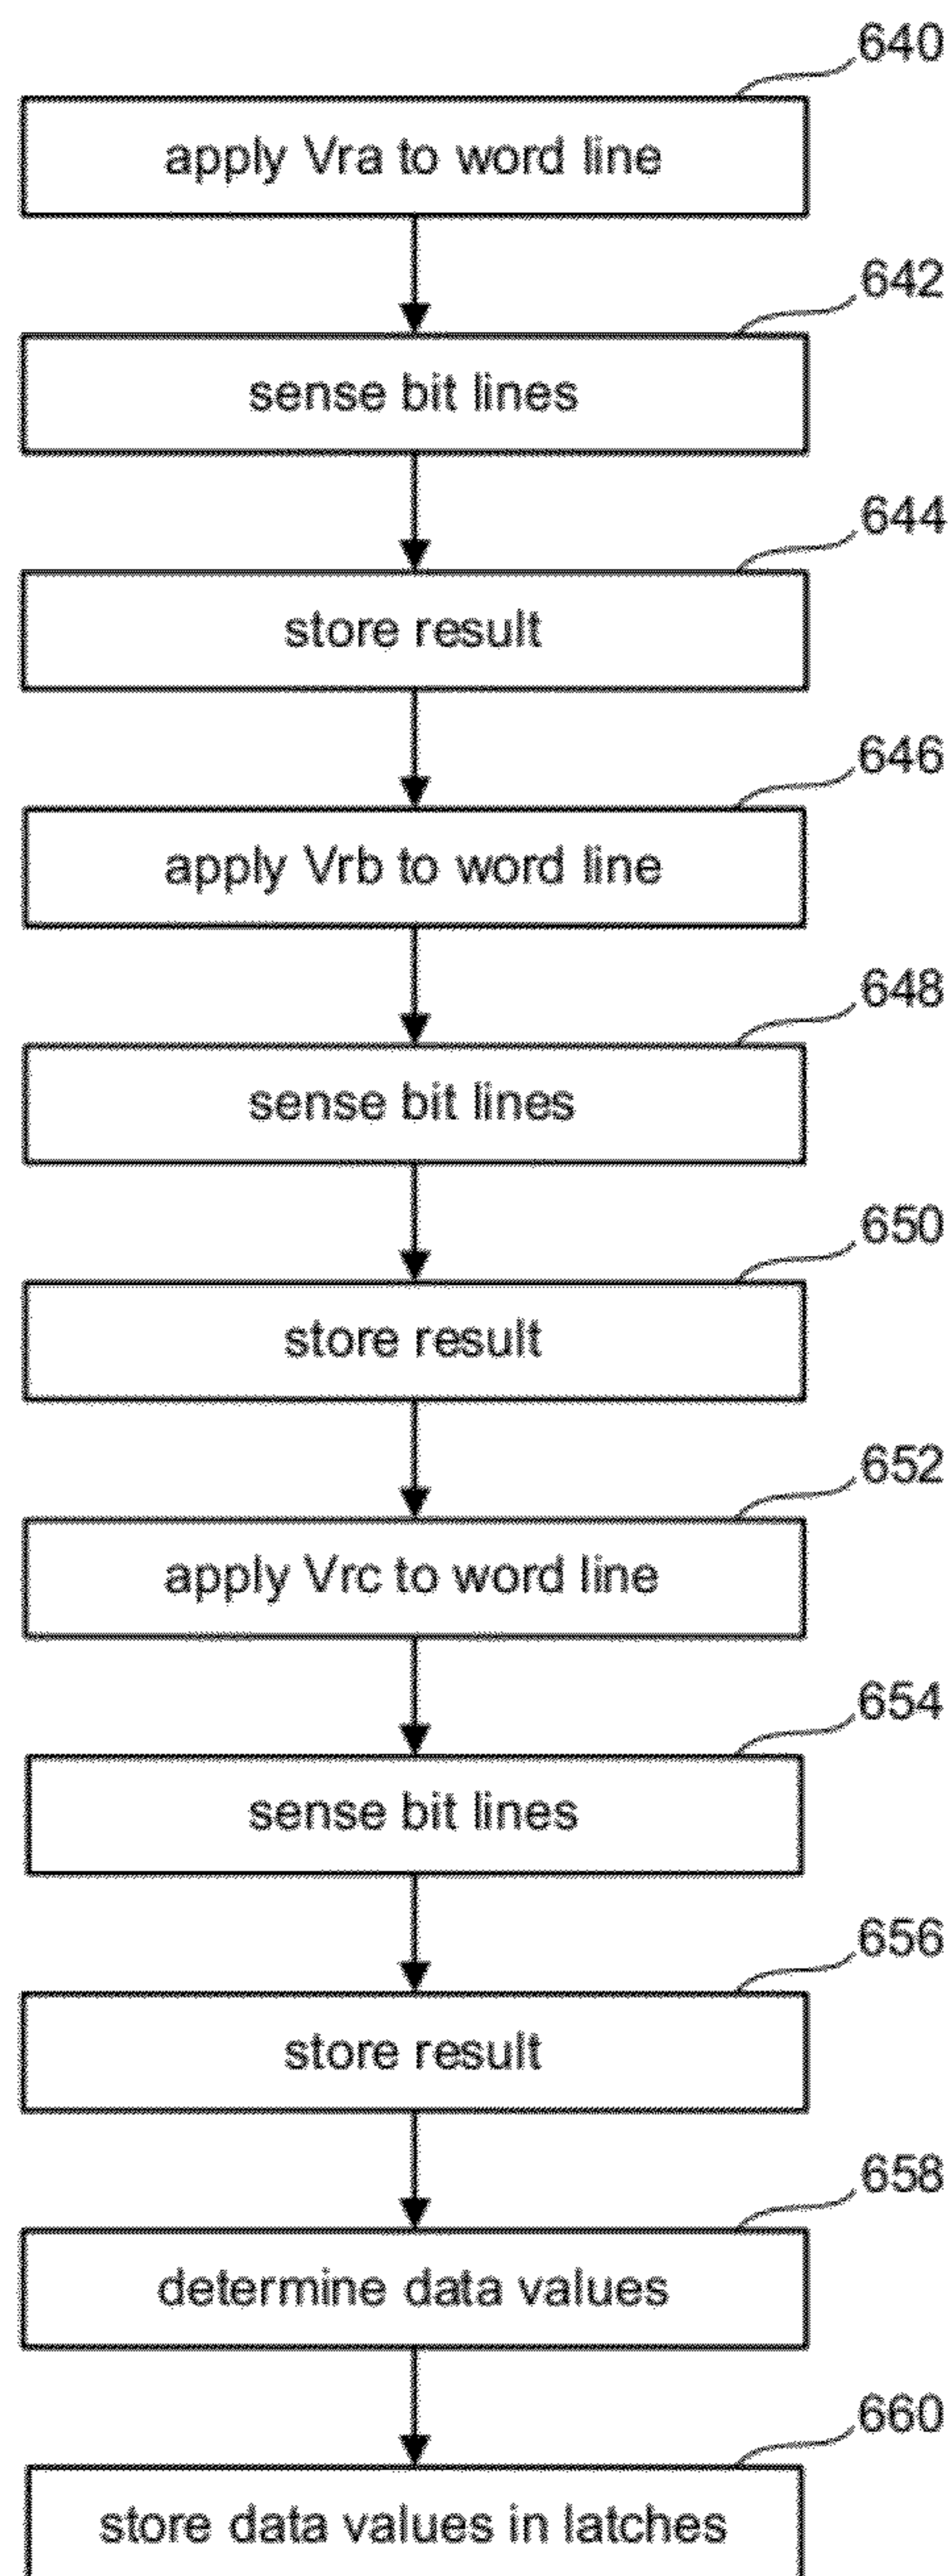 640
apply Vra to word line
642
sense bit lines
644
store result
646
apply Vrb to word line
648
sense bit lines
650
store result
652
apply Vrc to word line
654
sense bit lines
656
store result
658
determine data values
660
store data values in latches